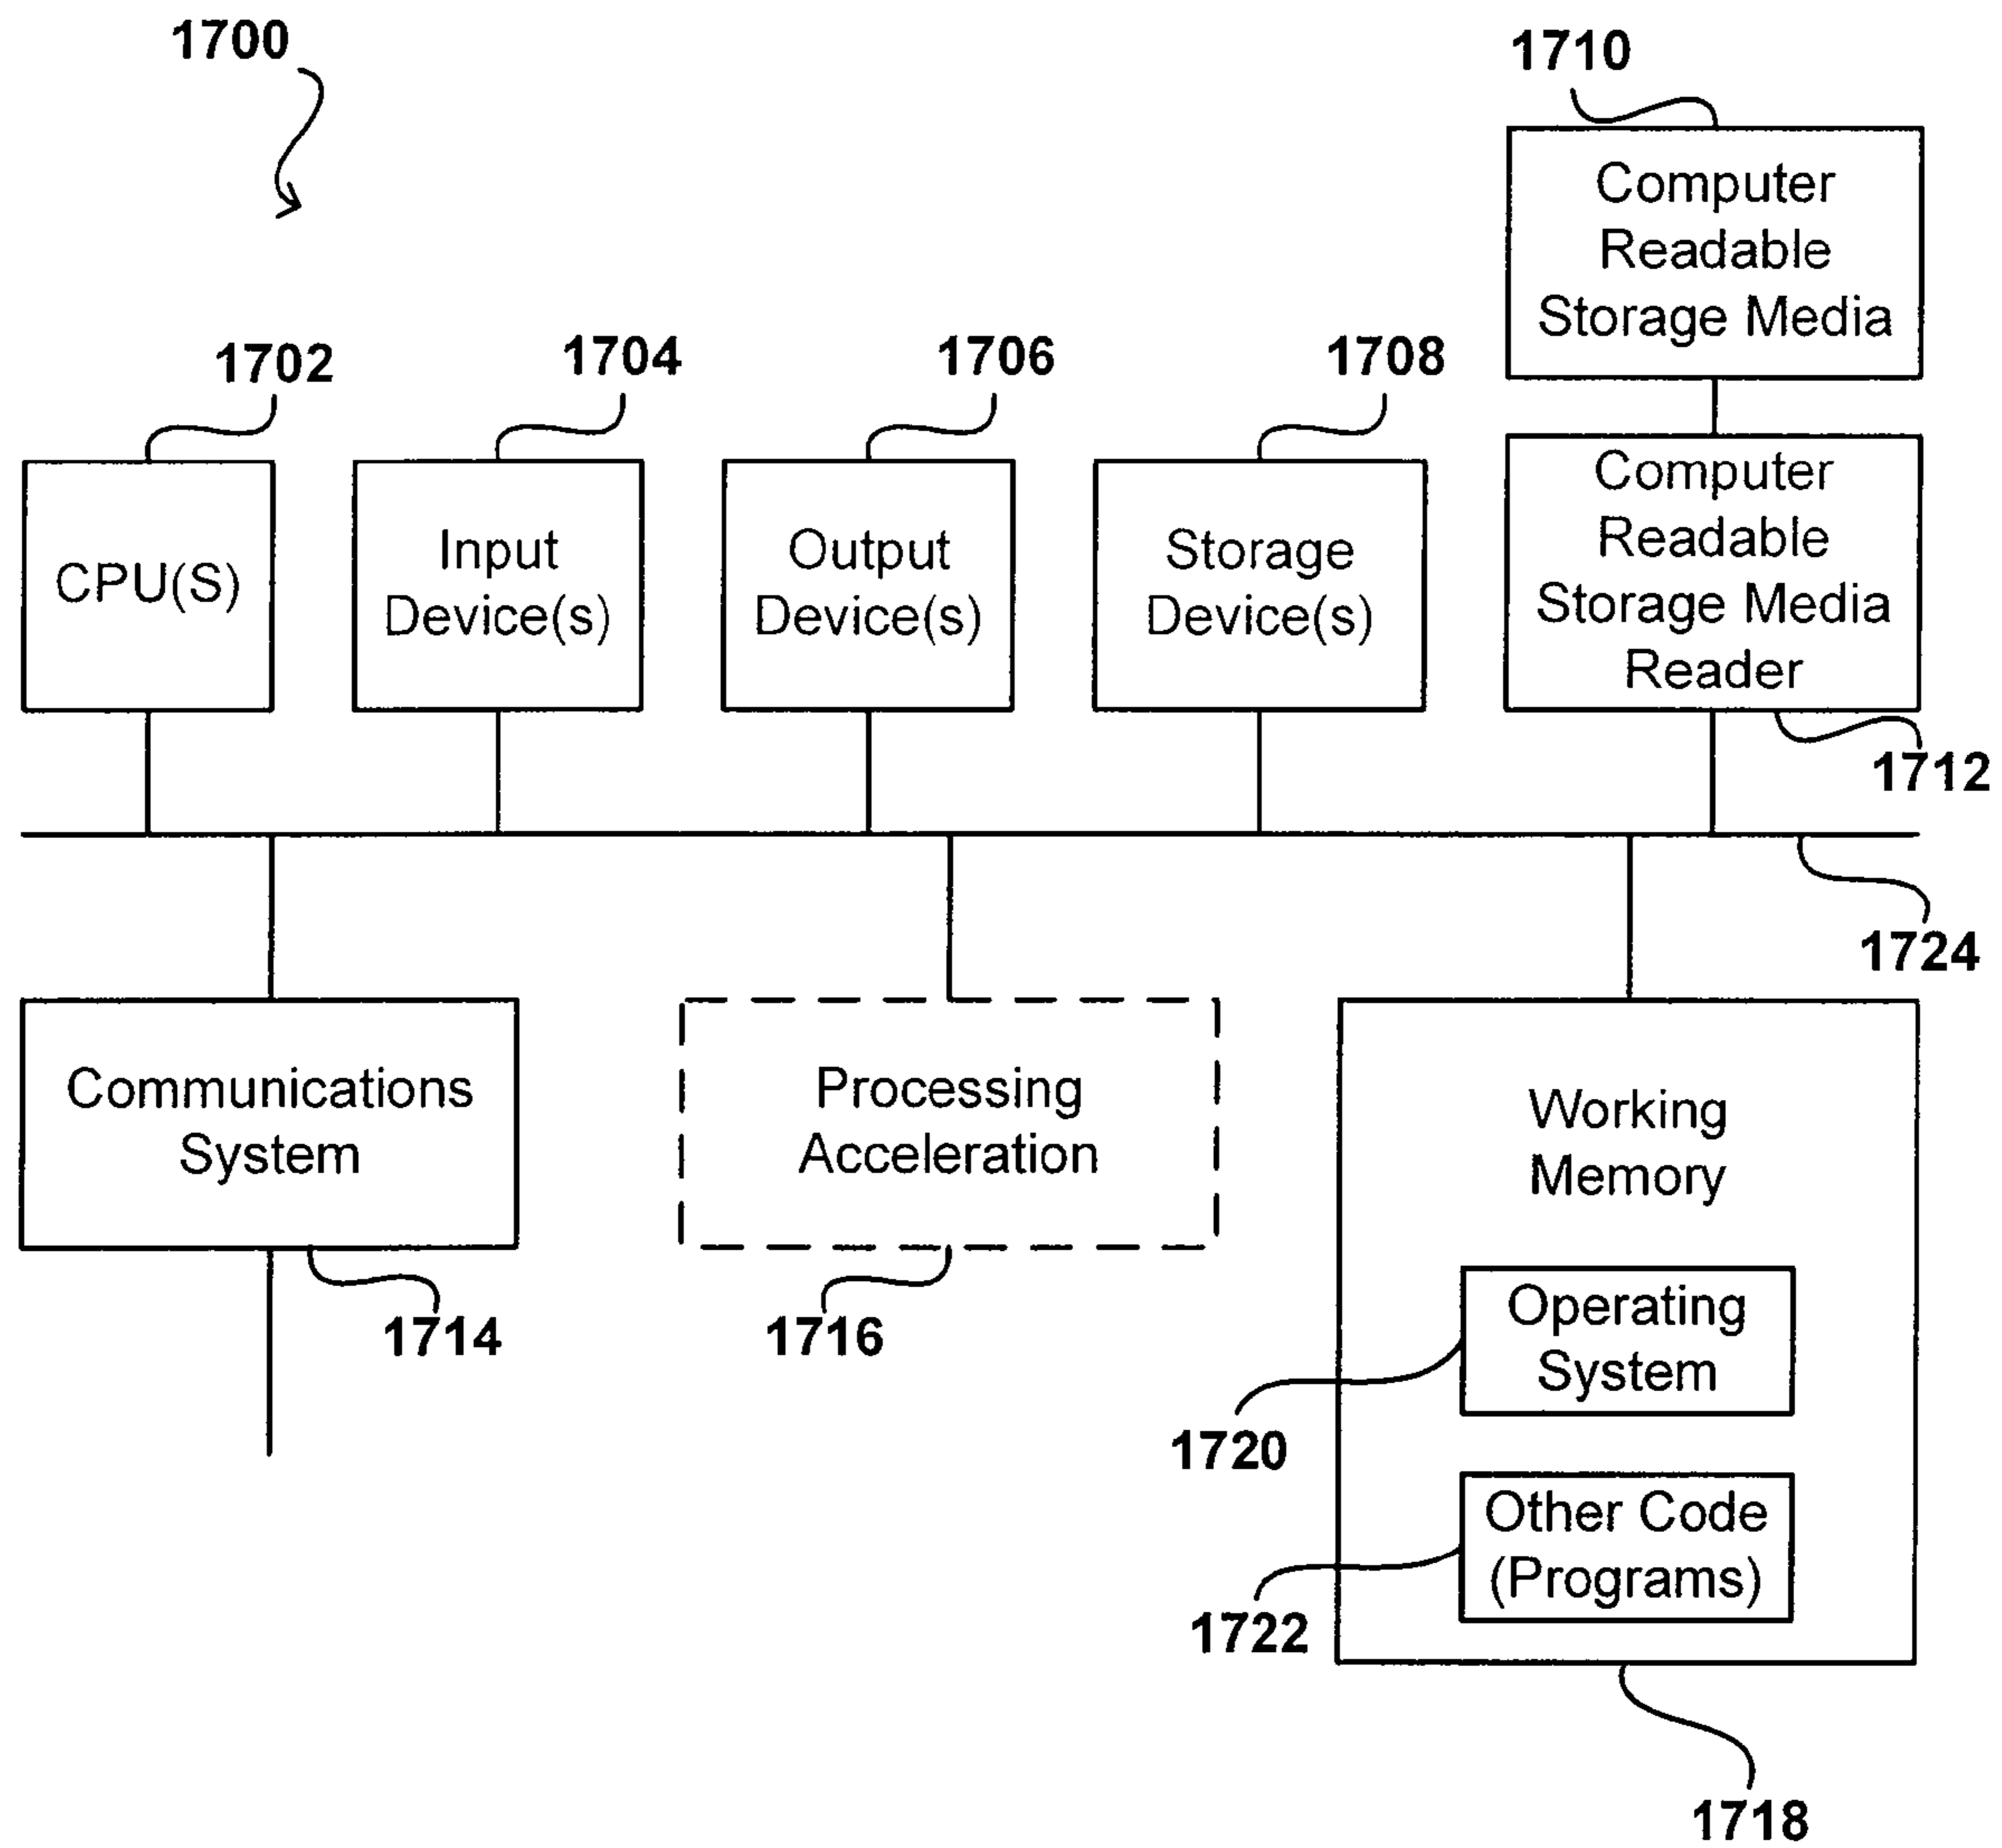 1700
1710
Computer
Readable
Storage Media
1702
1704
1706
1708
CPU(S)
Input
Device(s)
Output
Device(s)
Storage
Device(s)
Computer
Readable
Storage Media
Reader
1712
1724
Communications
System
1714
Processing
Acceleration
1716
Working
Memory
Operating
System
1720
Other Code
(Programs)
1722
1718